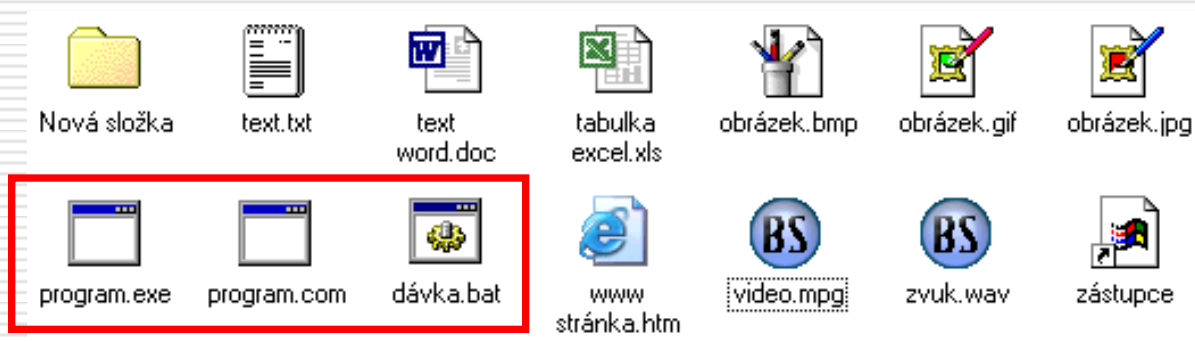 Nová složka
text.txt
text
word.doc
tabulka
excel.xls
obrázek.bmp
obrázek.gif
obrázek.jpg
program.exe
program.com
dávka.bat
www
stránka.htm
video.mpg
zvuk.wav
zástupce